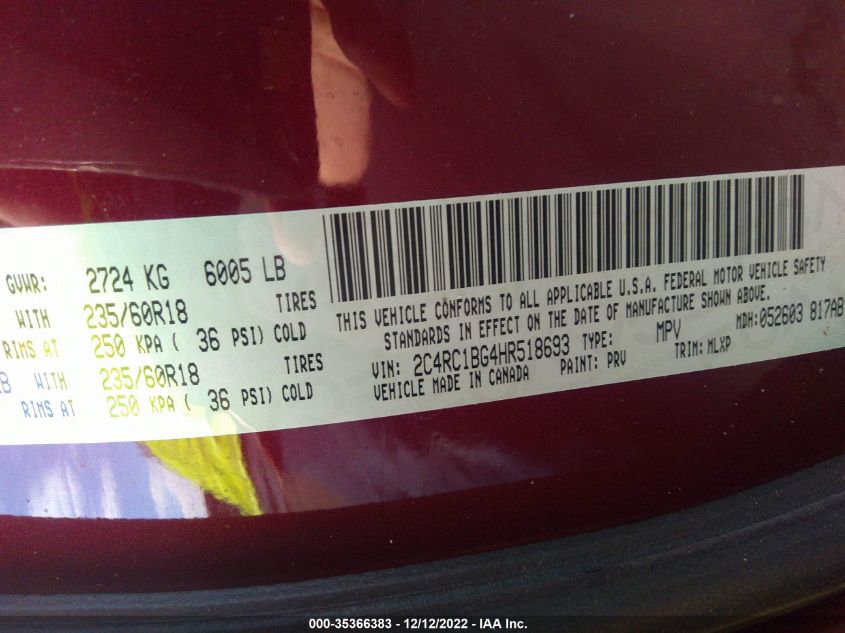 GVWR: 2724 KG 6005 LB
WITH 235/60R18 TIRES
RIMS AT 250 KPA ( 36 PSI) COLD
B WITH 235/60R18 TIRES
RIMS AT 250 KPA ( 36 PSI) COLD
THIS VEHICLE CONFORMS TO ALL APPLICABLE U.S.A. FEDERAL MOTOR VEHICLE SAFETY
STANDARDS IN EFFECT ON THE DATE OF MANUFACTURE SHOWN ABOVE.
MDH: 052603 817AB
VIN: 2C4RC1BG4HR518693 TYPE: MPV
VEHICLE MADE IN CANADA PAINT: PRV TRIM: MLXP
000-35366383 - 12/12/2022 - IAA Inc.